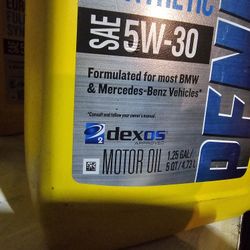 SYNTHETIC
SAE 5W-30
Formulated for most BMW
& Mercedes-Benz Vehicles*
*Consult and follow your owner's manual.
2 dexos
APPROVED
MOTOR OIL
1.25 GAL/
5 QT/4.73 L